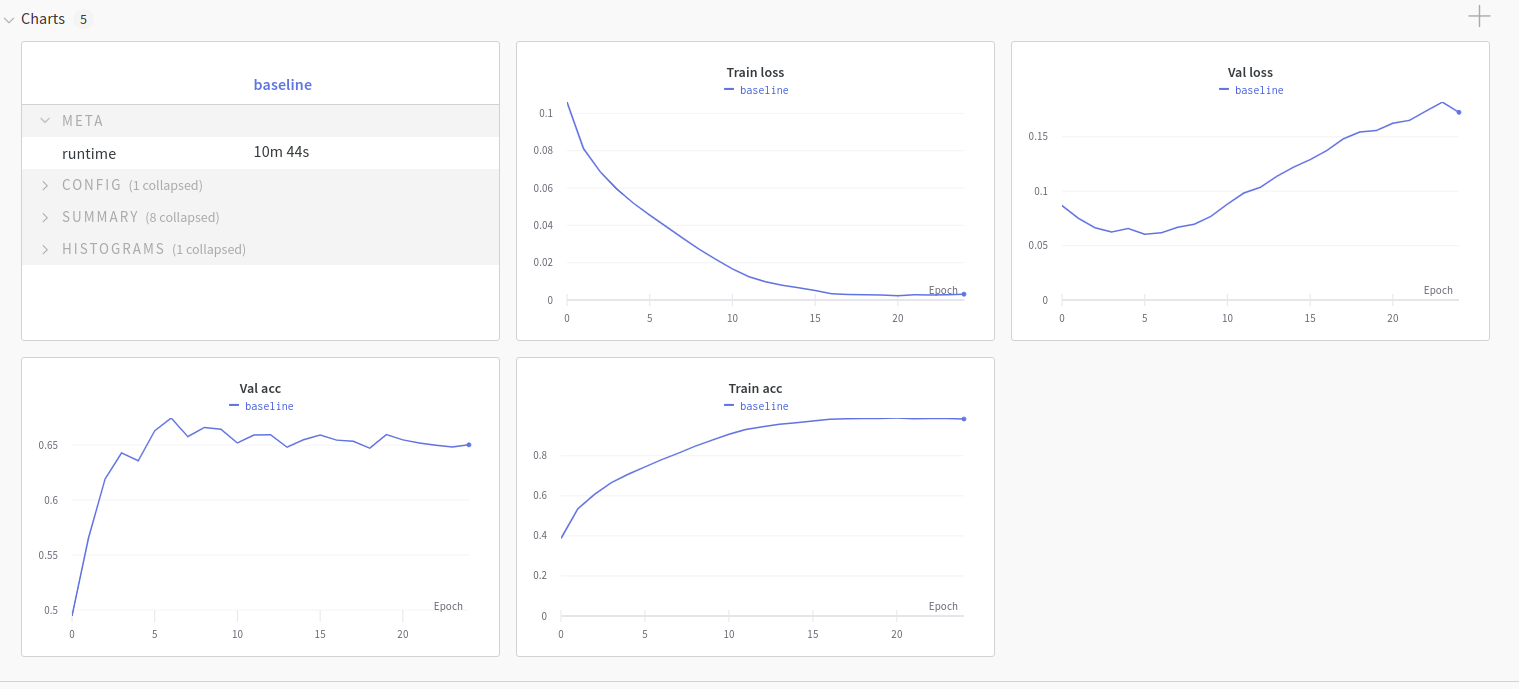 Charts 5
baseline
META
runtime 10m 44s
CONFIG (1 collapsed)
SUMMARY (8 collapsed)
HISTOGRAMS (1 collapsed)
Train loss
baseline
0.1
0.08
0.06
0.04
0.02
0
Epoch
0 5 10 15 20
Val loss
baseline
0.15
0.1
0.05
0
Epoch
0 5 10 15 20
Val acc
baseline
0.65
0.6
0.55
0.5
Epoch
0 5 10 15 20
Train acc
baseline
0.8
0.6
0.4
0.2
0
Epoch
0 5 10 15 20